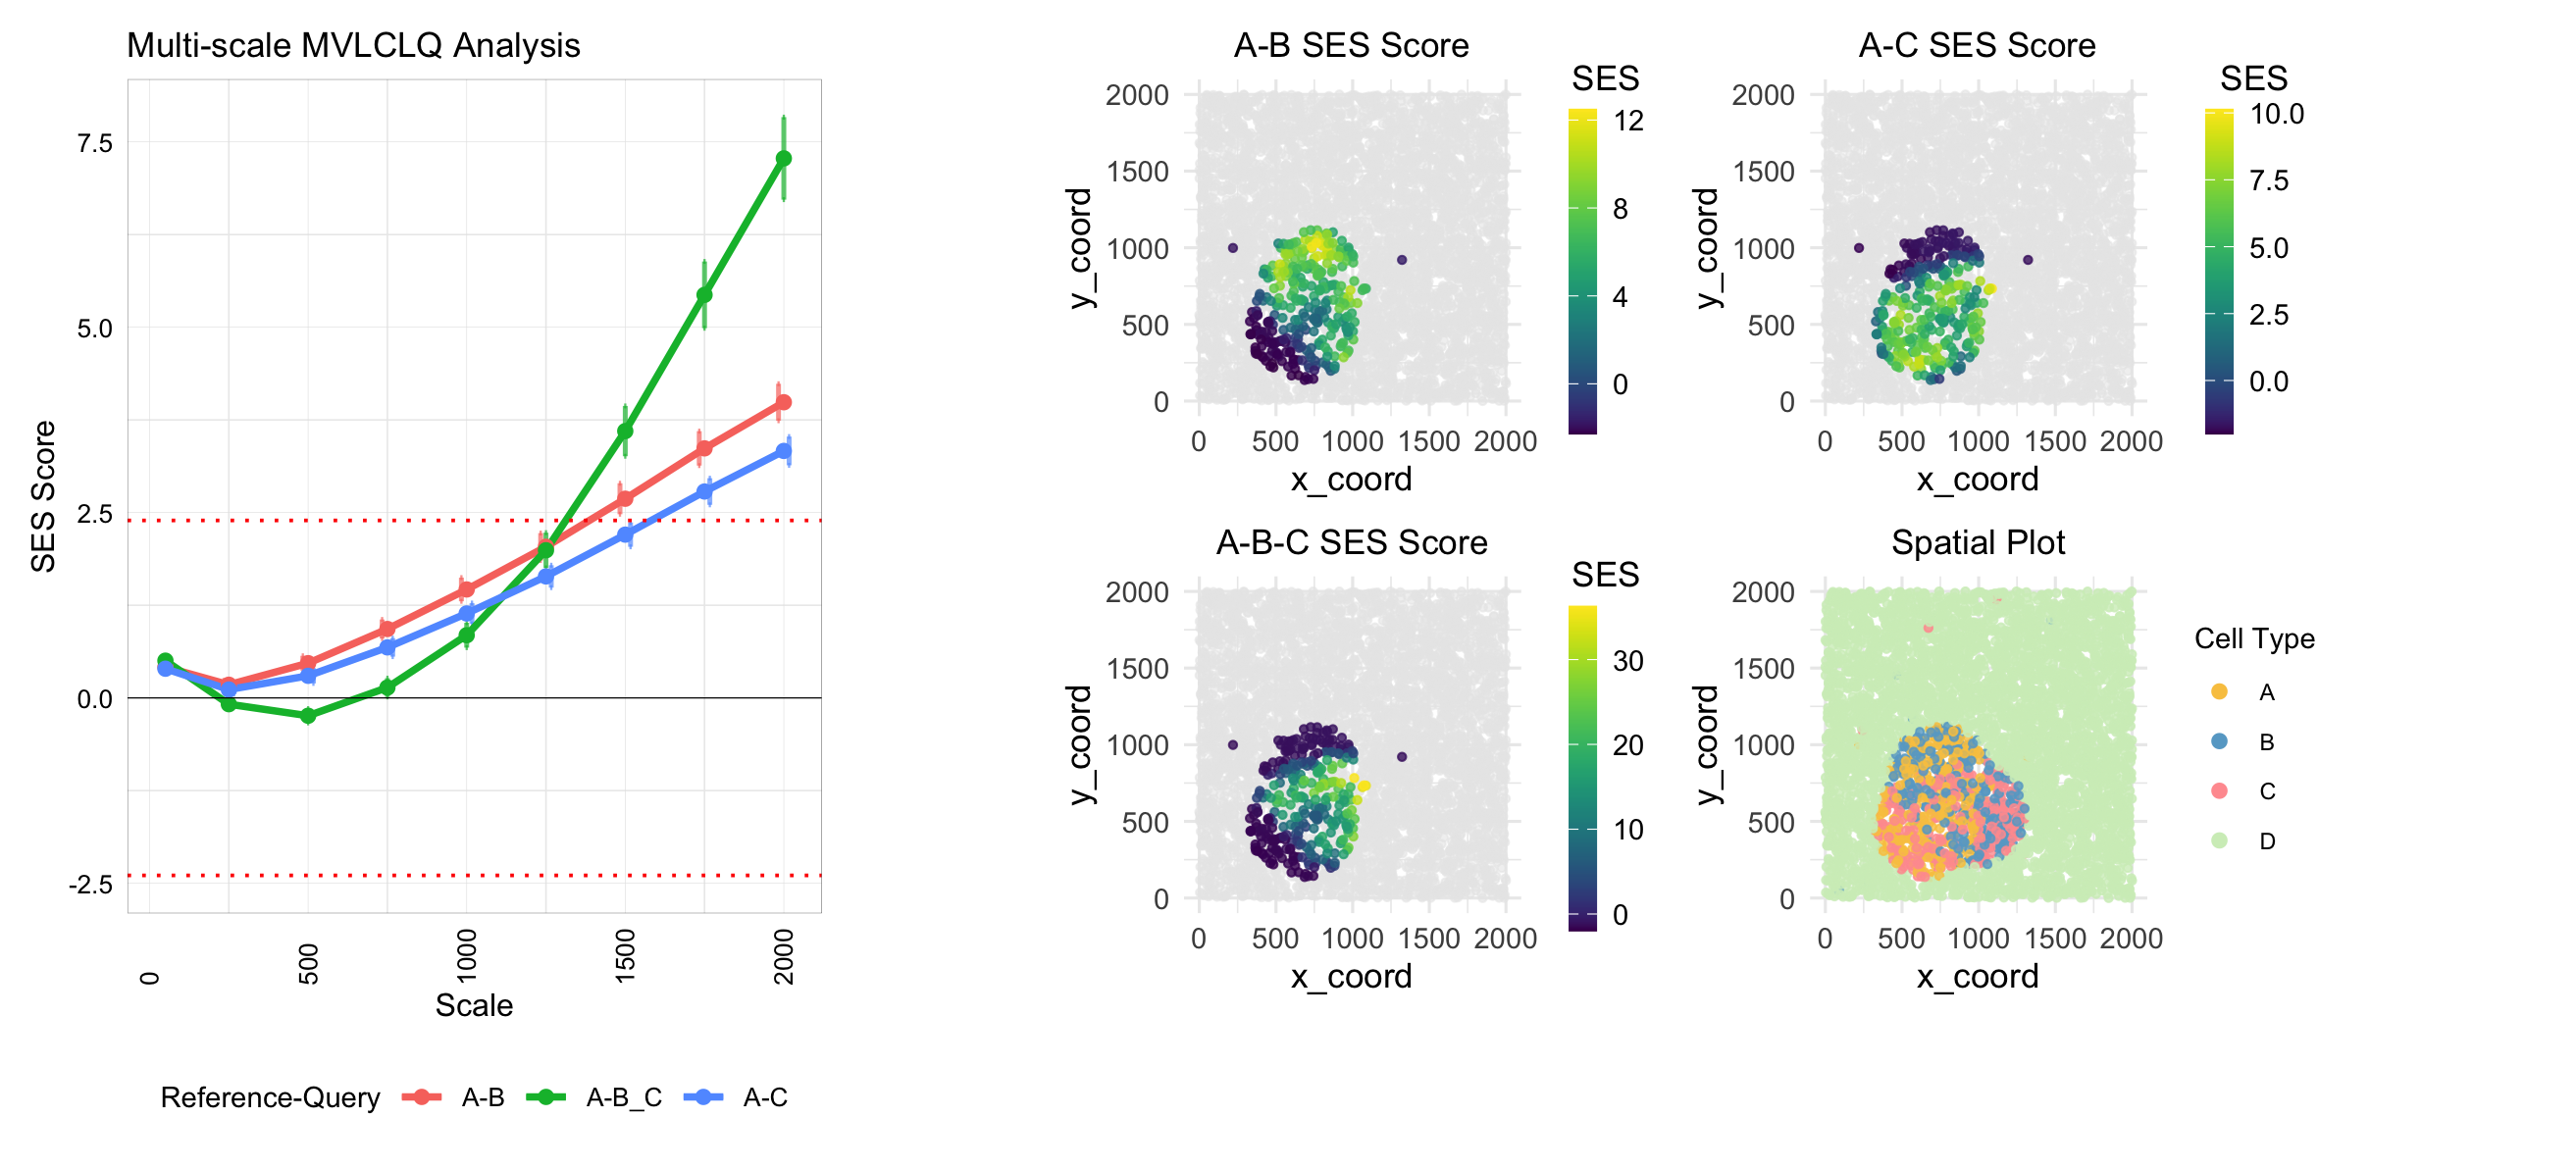 Multi-scale MVLCLQ Analysis
SES Score
7.5
5.0
2.5
0.0
-2.5
0 500 1000 1500 2000
Scale
Reference-Query A-B A-B_C A-C
A-B SES Score
y_coord
2000
1500
1000
500
0
0 500 1000 1500 2000
x_coord
SES
12
8
4
0
A-C SES Score
y_coord
2000
1500
1000
500
0
0 500 1000 1500 2000
x_coord
SES
10.0
7.5
5.0
2.5
0.0
A-B-C SES Score
y_coord
2000
1500
1000
500
0
0 500 1000 1500 2000
x_coord
SES
30
20
10
0
Spatial Plot
y_coord
2000
1500
1000
500
0
0 500 1000 1500 2000
x_coord
Cell Type
A
B
C
D